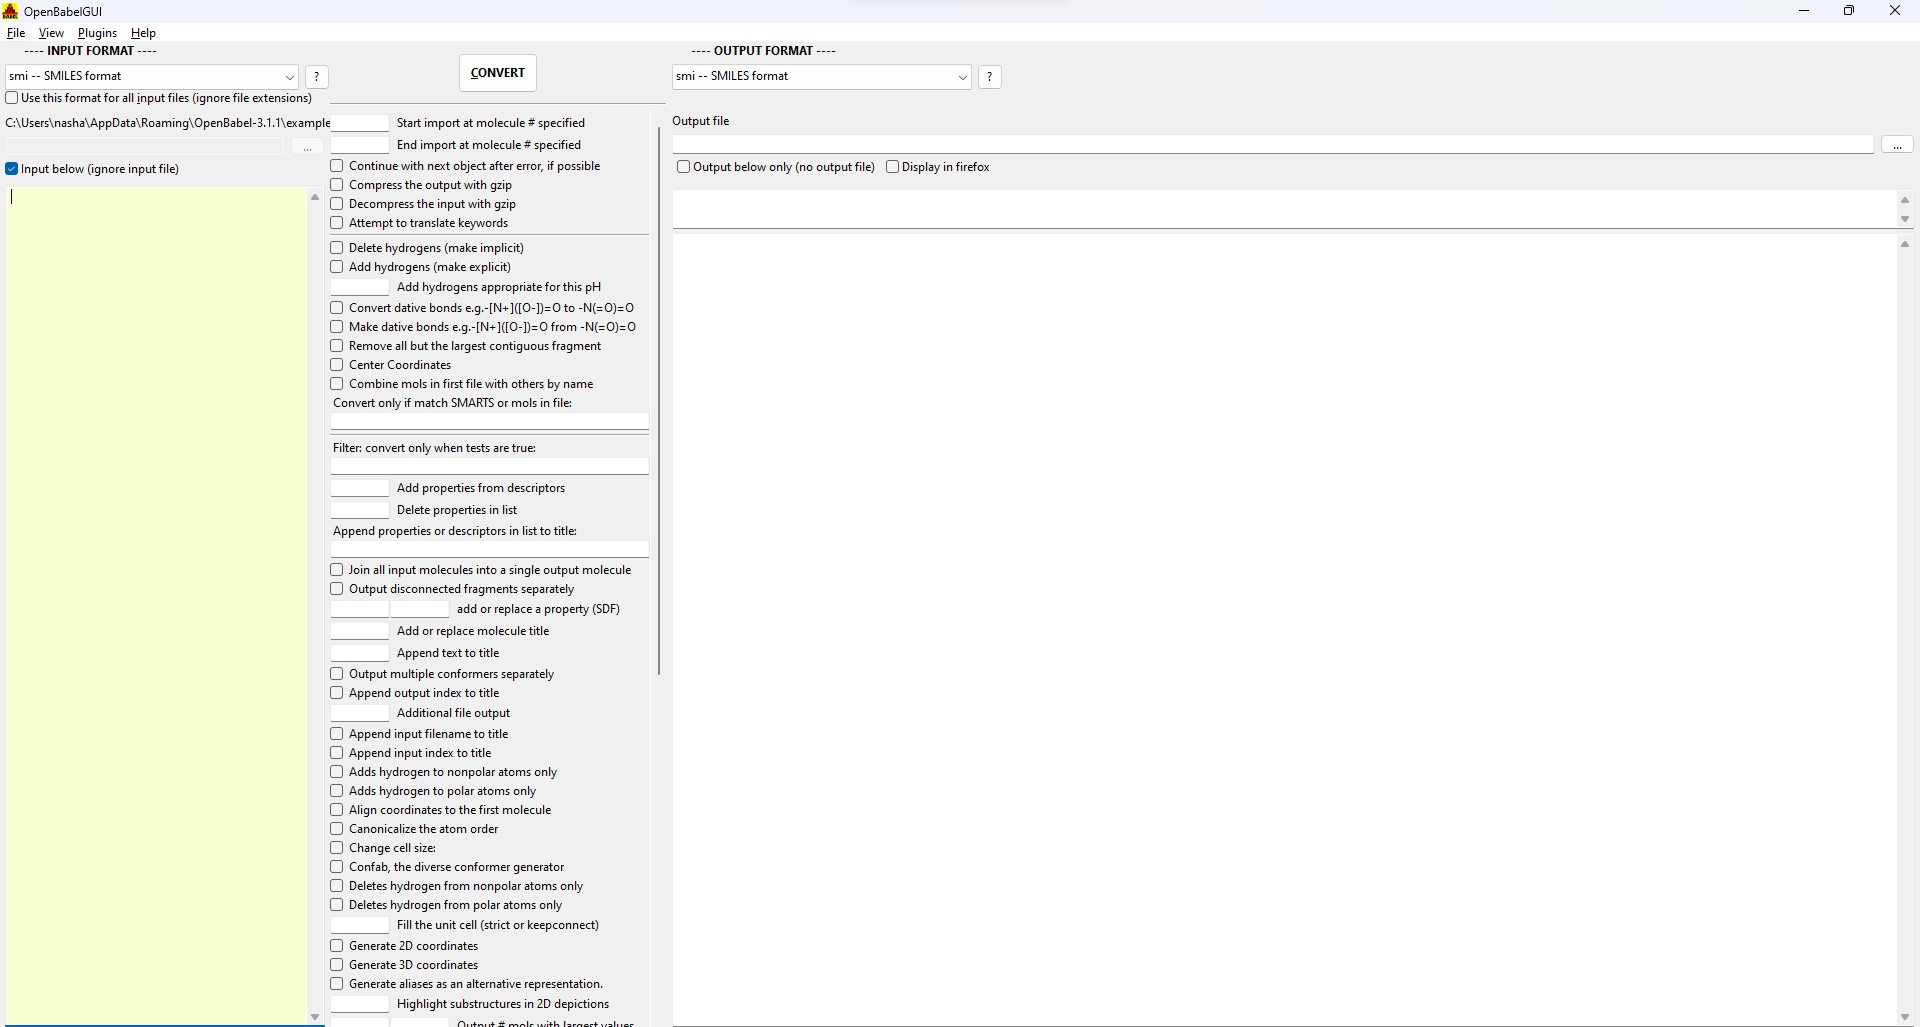 OpenBabelGUI
File View Plugins Help
---- INPUT FORMAT ----
smi -- SMILES format
?
Use this format for all input files (ignore file extensions)
C:\Users\nasha\AppData\Roaming\OpenBabel-3.1.1\example
...
Input below (ignore input file)
CONVERT
Start import at molecule # specified
End import at molecule # specified
Continue with next object after error, if possible
Compress the output with gzip
Decompress the input with gzip
Attempt to translate keywords
Delete hydrogens (make implicit)
Add hydrogens (make explicit)
Add hydrogens appropriate for this pH
Convert dative bonds e.g.-[N+]([O-])=O to -N(=O)=O
Make dative bonds e.g.-[N+]([O-])=O from -N(=O)=O
Remove all but the largest contiguous fragment
Center Coordinates
Combine mols in first file with others by name
Convert only if match SMARTS or mols in file:
Filter: convert only when tests are true:
Add properties from descriptors
Delete properties in list
Append properties or descriptors in list to title:
Join all input molecules into a single output molecule
Output disconnected fragments separately
add or replace a property (SDF)
Add or replace molecule title
Append text to title
Output multiple conformers separately
Append output index to title
Additional file output
Append input filename to title
Append input index to title
Adds hydrogen to nonpolar atoms only
Adds hydrogen to polar atoms only
Align coordinates to the first molecule
Canonicalize the atom order
Change cell size:
Confab, the diverse conformer generator
Deletes hydrogen from nonpolar atoms only
Deletes hydrogen from polar atoms only
Fill the unit cell (strict or keepconnect)
Generate 2D coordinates
Generate 3D coordinates
Generate aliases as an alternative representation.
Highlight substructures in 2D depictions
Output # mols with largest values
---- OUTPUT FORMAT ----
smi -- SMILES format
?
Output file
...
Output below only (no output file) Display in firefox